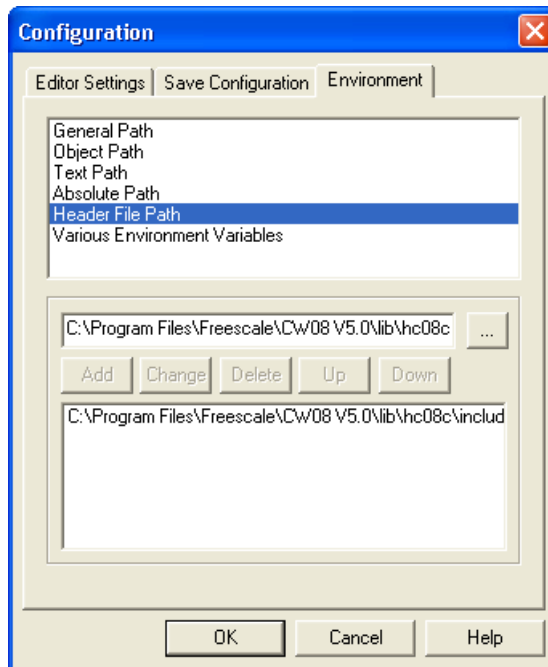 Configuration
Editor Settings Save Configuration Environment
General Path
Object Path
Text Path
Absolute Path
Header File Path
Various Environment Variables
C:\Program Files\Freescale\CW08 V5.0\lib\hc08c ...
Add Change Delete Up Down
C:\Program Files\Freescale\CW08 V5.0\lib\hc08c\includ
OK Cancel Help